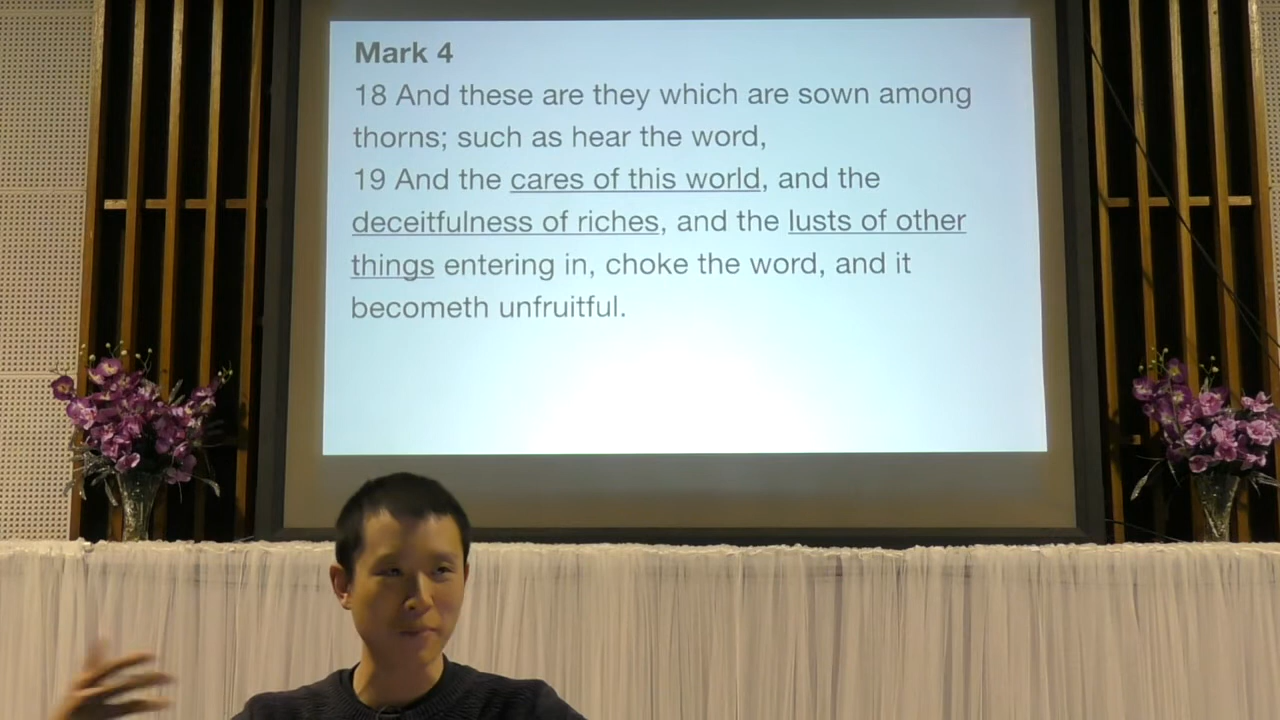 Mark 4
18 And these are they which are sown among
thorns; such as hear the word,
19 And the cares of this world, and the
deceitfulness of riches, and the lusts of other
things entering in, choke the word, and it
becometh unfruitful.